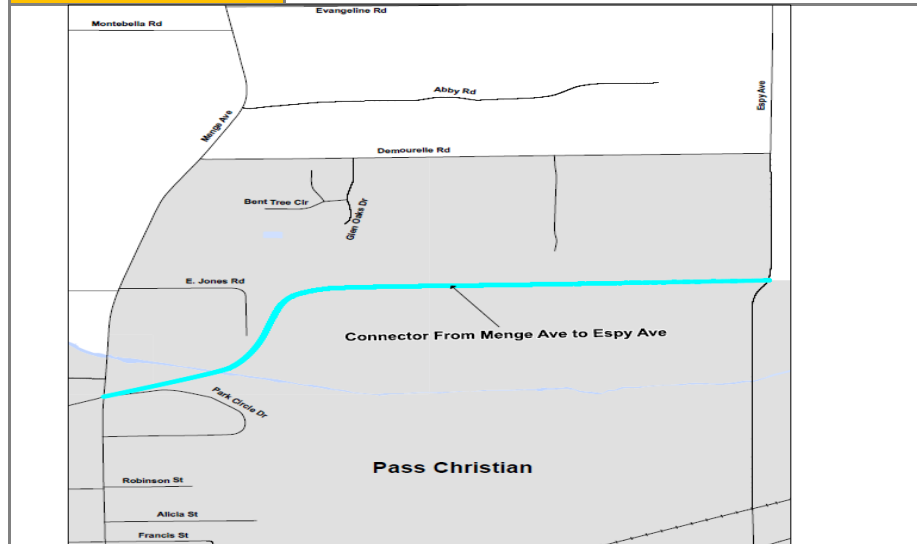 Evangeline Rd
Montebella Rd
Abby Rd
Espy Ave
Menge Ave
Demourelle Rd
Bent Tree Clr
Glen Oaks Dr
E. Jones Rd
Connector From Menge Ave to Espy Ave
Park Circle Dr
Pass Christian
Robinson St
Alicia St
Francis St